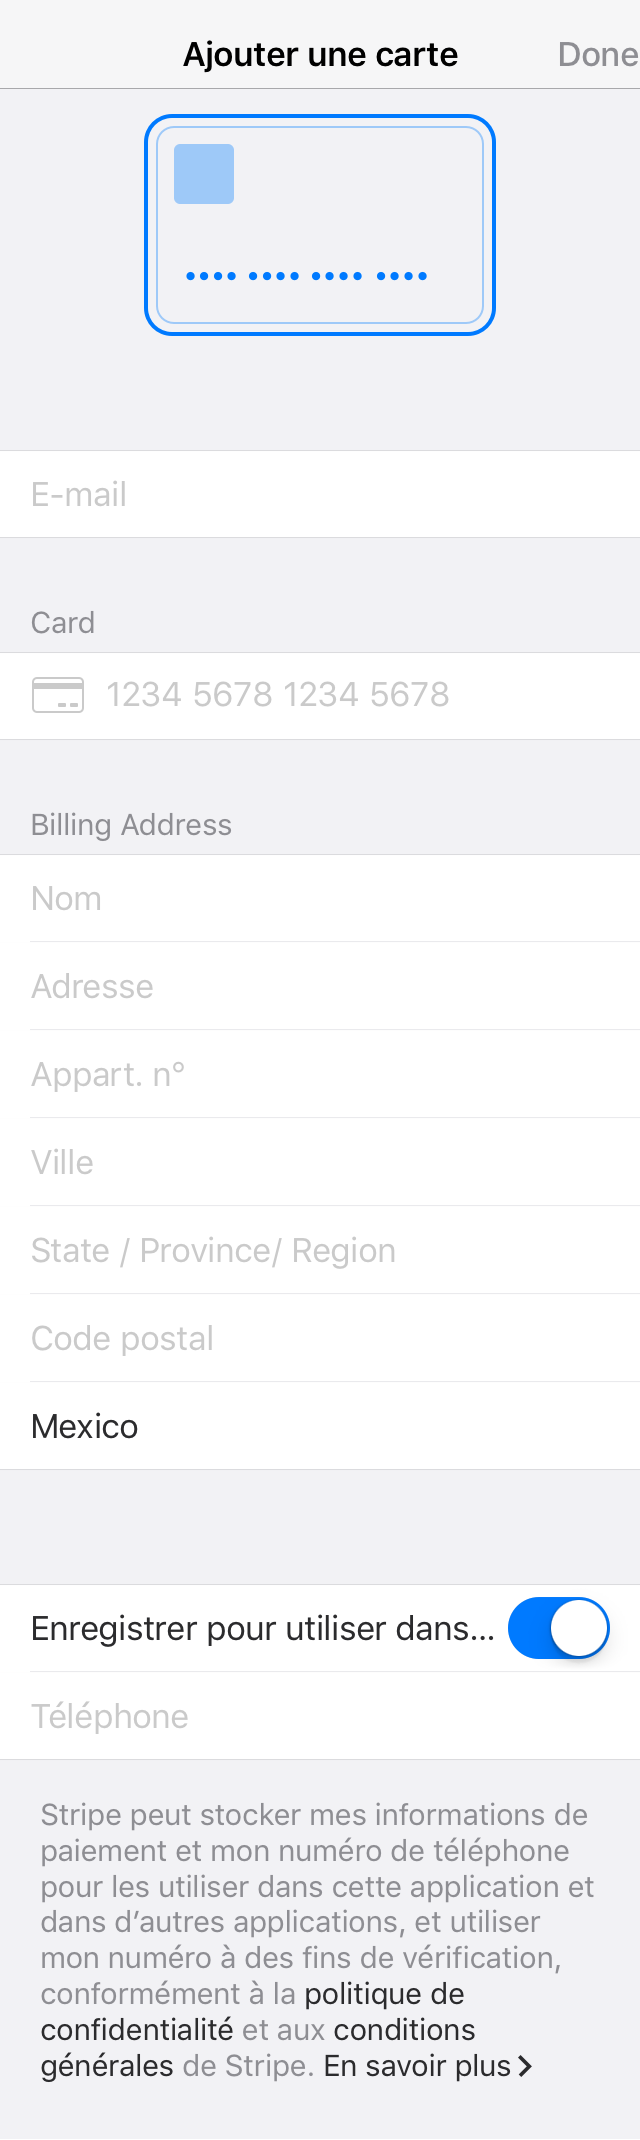 Ajouter une carte
Done
•••• •••• •••• ••••
E-mail
Card
1234 5678 1234 5678
Billing Address
Nom
Adresse
Appart. n°
Ville
State / Province/ Region
Code postal
Mexico
Enregistrer pour utiliser dans...
Téléphone
Stripe peut stocker mes informations de
paiement et mon numéro de téléphone
pour les utiliser dans cette application et
dans d’autres applications, et utiliser
mon numéro à des fins de vérification,
conformément à la politique de
confidentialité et aux conditions
générales de Stripe. En savoir plus